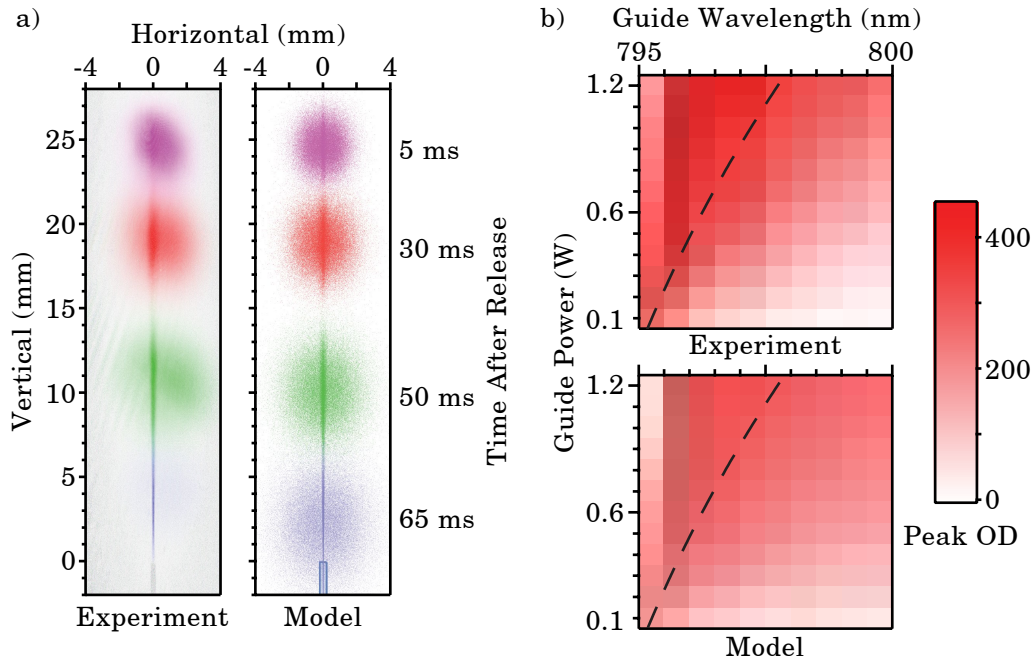 a)
Horizontal (mm)
-4 0 4 -4 0 4
Vertical (mm)
25
20
15
10
5
0
5 ms
30 ms
50 ms
65 ms
Time After Release
Experiment
Model
b)
Guide Wavelength (nm)
795 800
Guide Power (W)
1.2
0.6
0.1
Experiment
1.2
0.6
0.1
Model
400
200
0
Peak OD